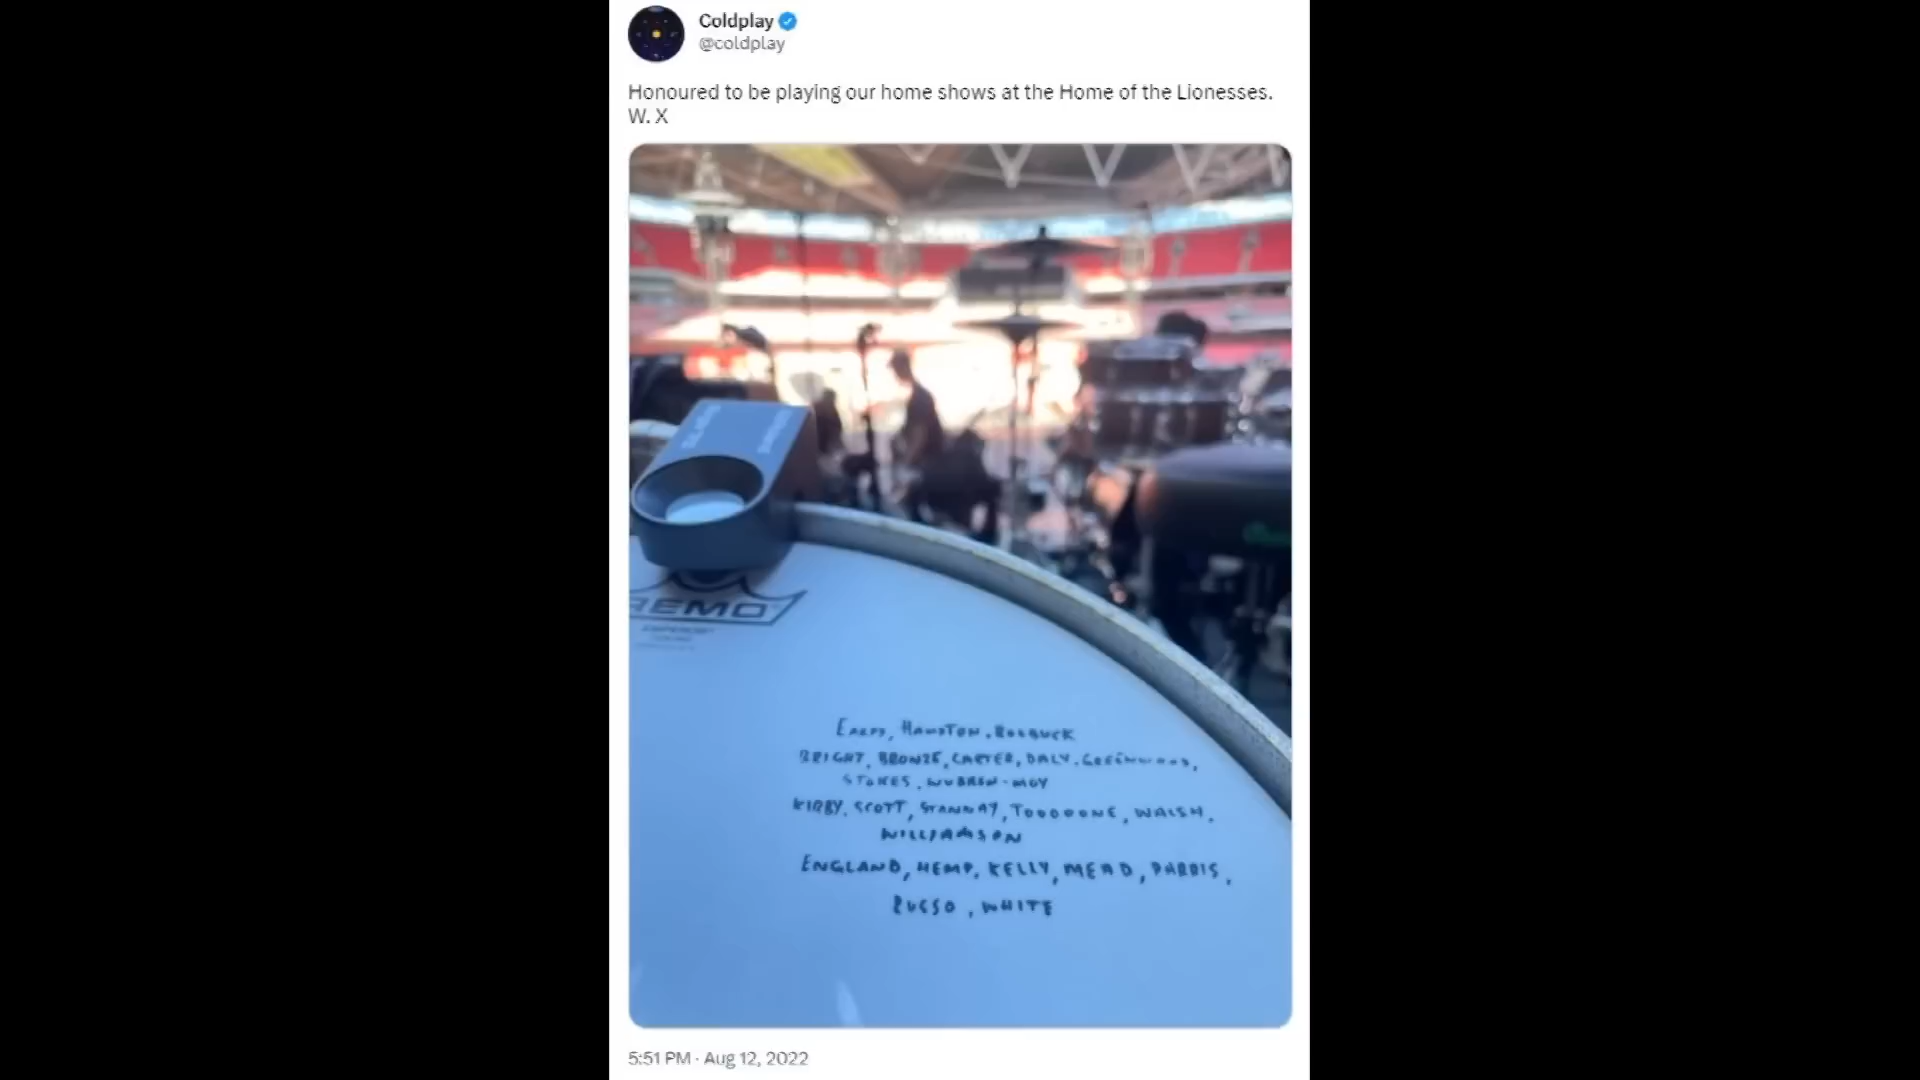 Coldplay
@coldplay
Honoured to be playing our home shows at the Home of the Lionesses.
W. X
REMO
EARPS, HAMPTON, ROEBUCK
BRIGHT, BRONZE, CARTER, DALY, GREENWOOD,
STOKES, WUBBEN-MOY
KIRBY, SCOTT, STANWAY, TOOOOONE, WALSH,
WILLIAMSON
ENGLAND, HEMP, KELLY, MEAD, PARRIS,
RUSSO, WHITE
5:51 PM · Aug 12, 2022